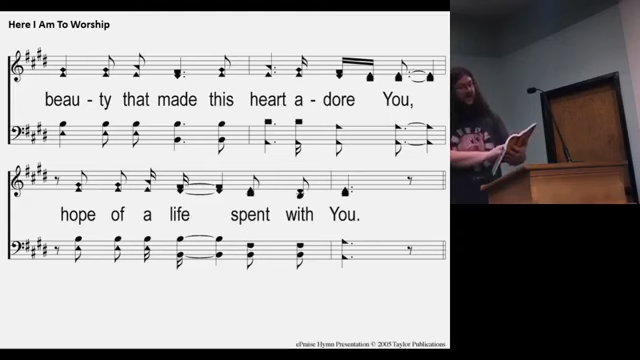 Here I Am To Worship
beau - ty that made this heart a - dore You,
hope of a life spent with You.
ePraise Hymn Presentation © 2005 Taylor Publications